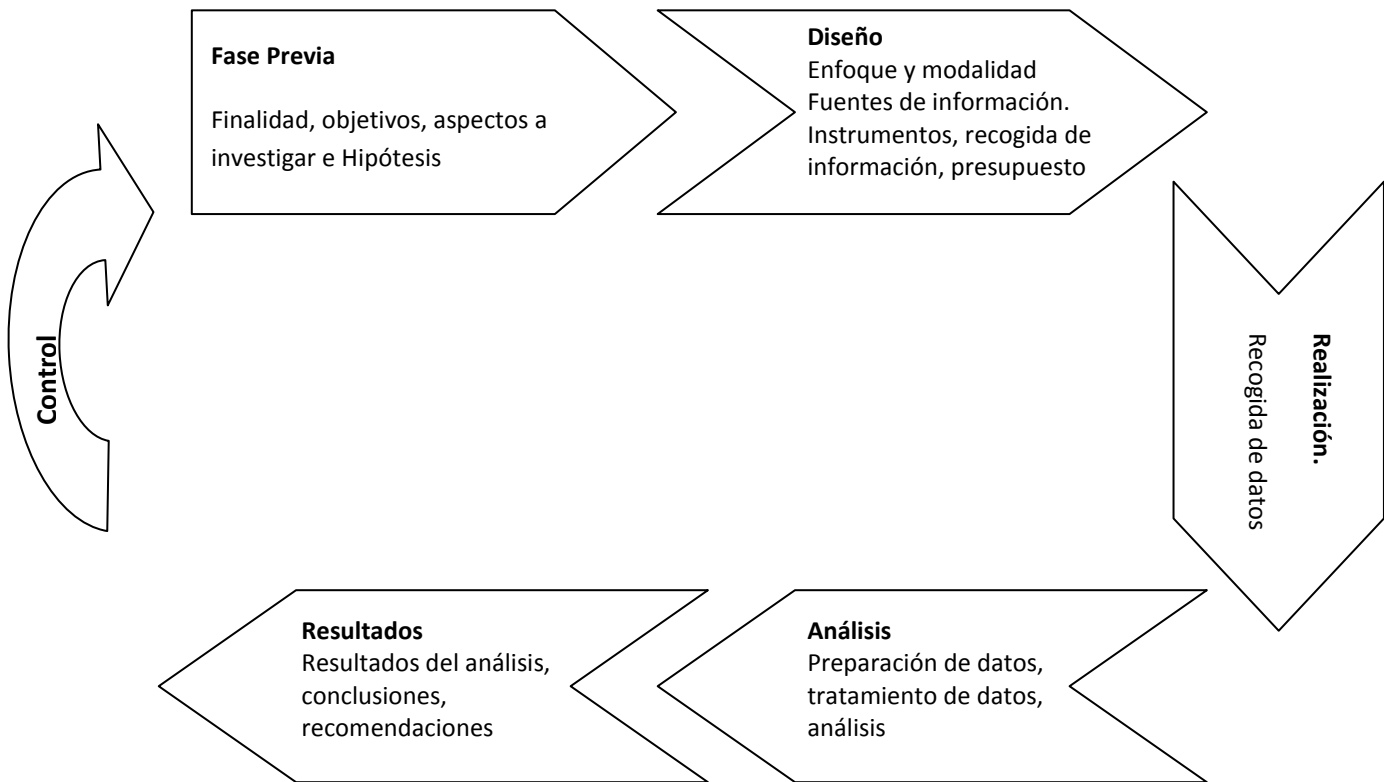 Fase Previa
Finalidad, objetivos, aspectos a
investigar e Hipótesis
Diseño
Enfoque y modalidad
Fuentes de información.
Instrumentos, recogida de
información, presupuesto
Realización.
Recogida de datos
Análisis
Preparación de datos,
tratamiento de datos,
análisis
Resultados
Resultados del análisis,
conclusiones,
recomendaciones
Control